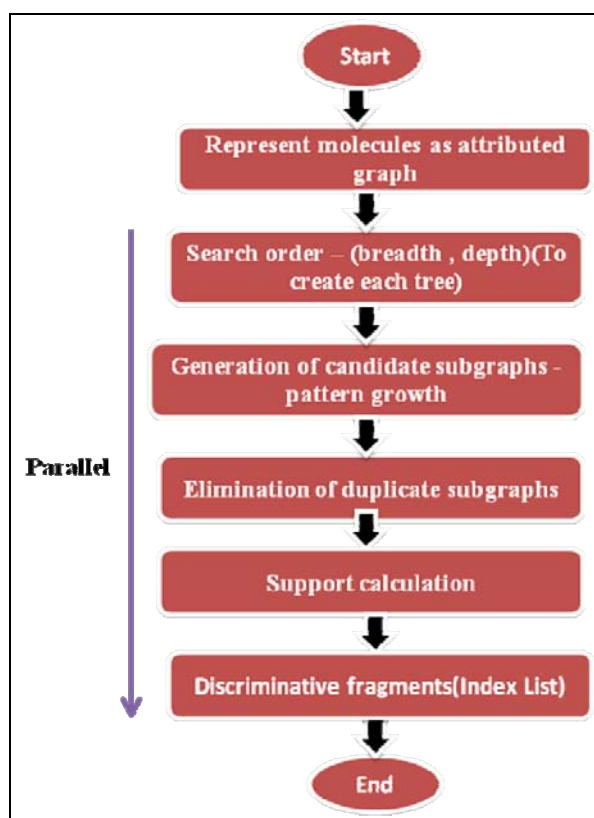 Start
Represent molecules as attributed
graph
Search order – (breadth , depth)(To
create each tree)
Generation of candidate subgraphs -
pattern growth
Parallel
Elimination of duplicate subgraphs
Support calculation
Discriminative fragments(Index List)
End